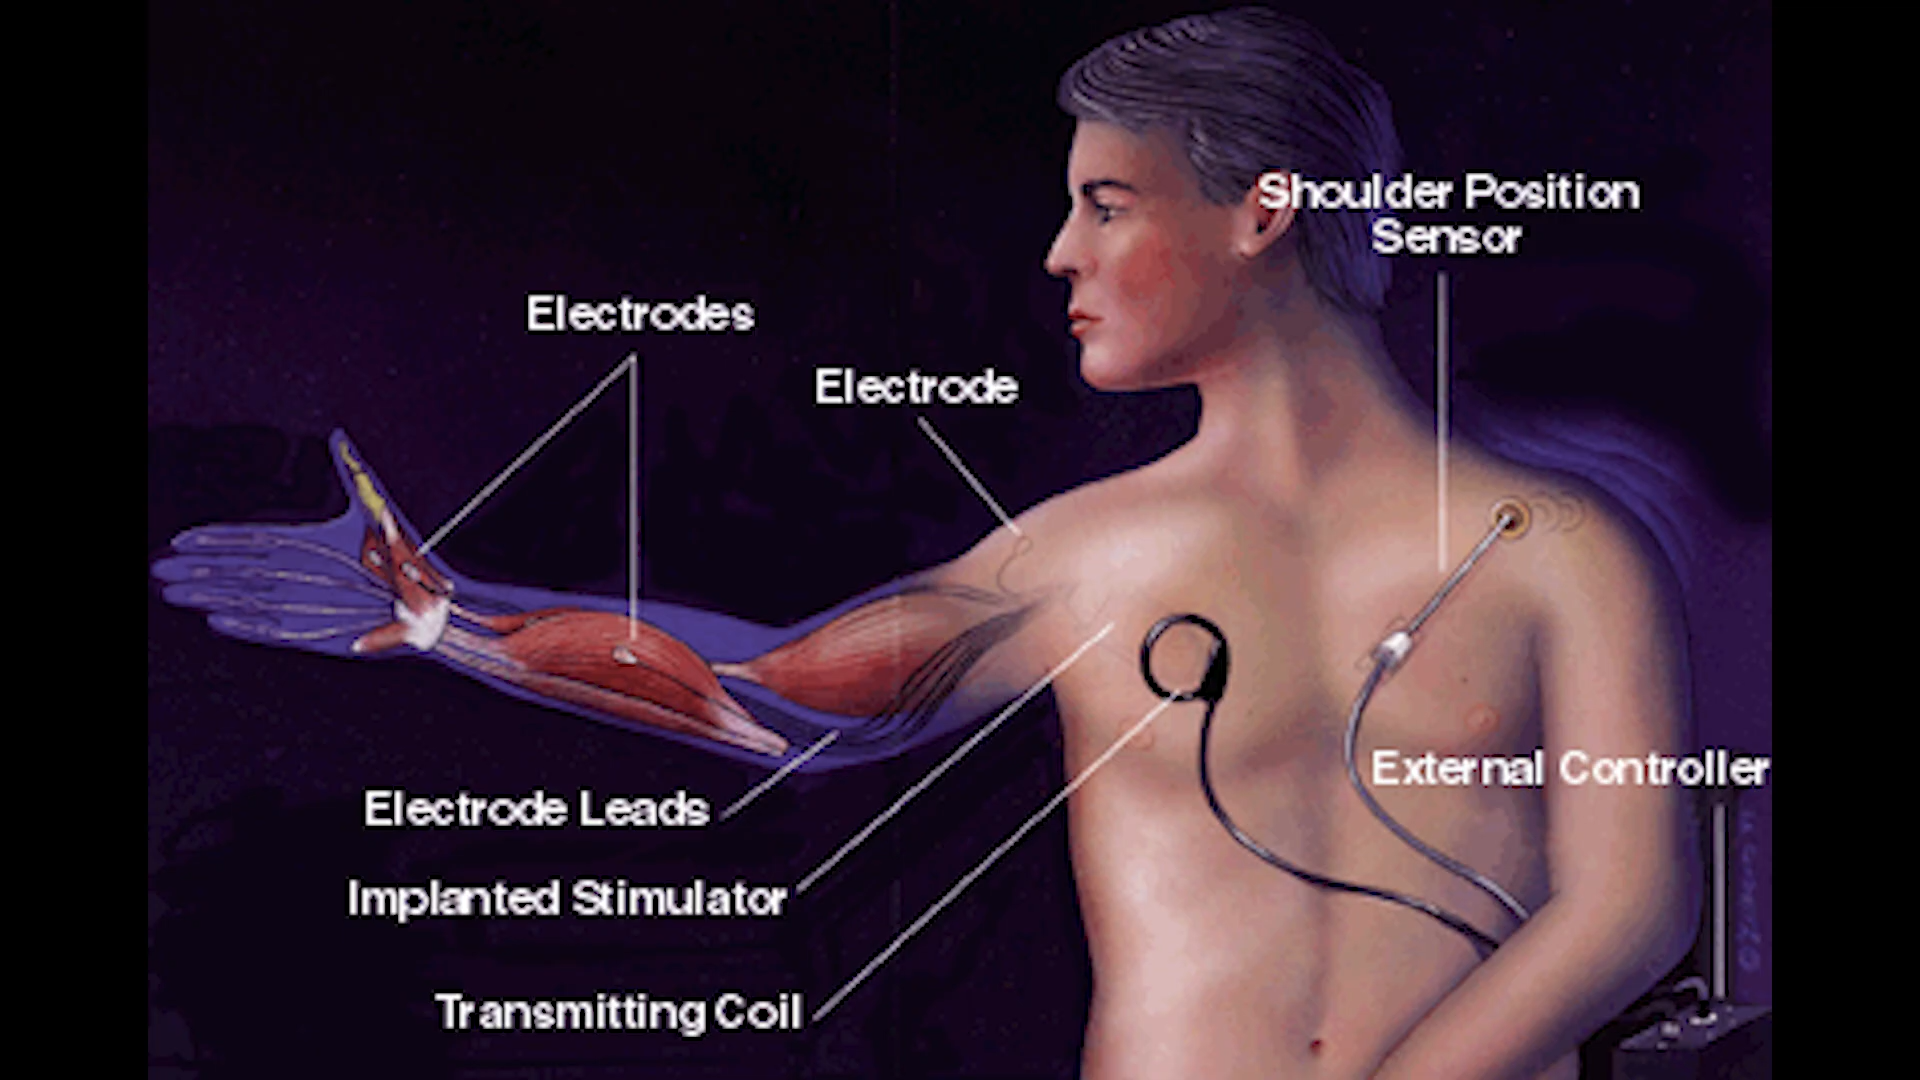 Shoulder Position
Sensor
Electrodes
Electrode
External Controller
Electrode Leads
Implanted Stimulator
Transmitting Coil